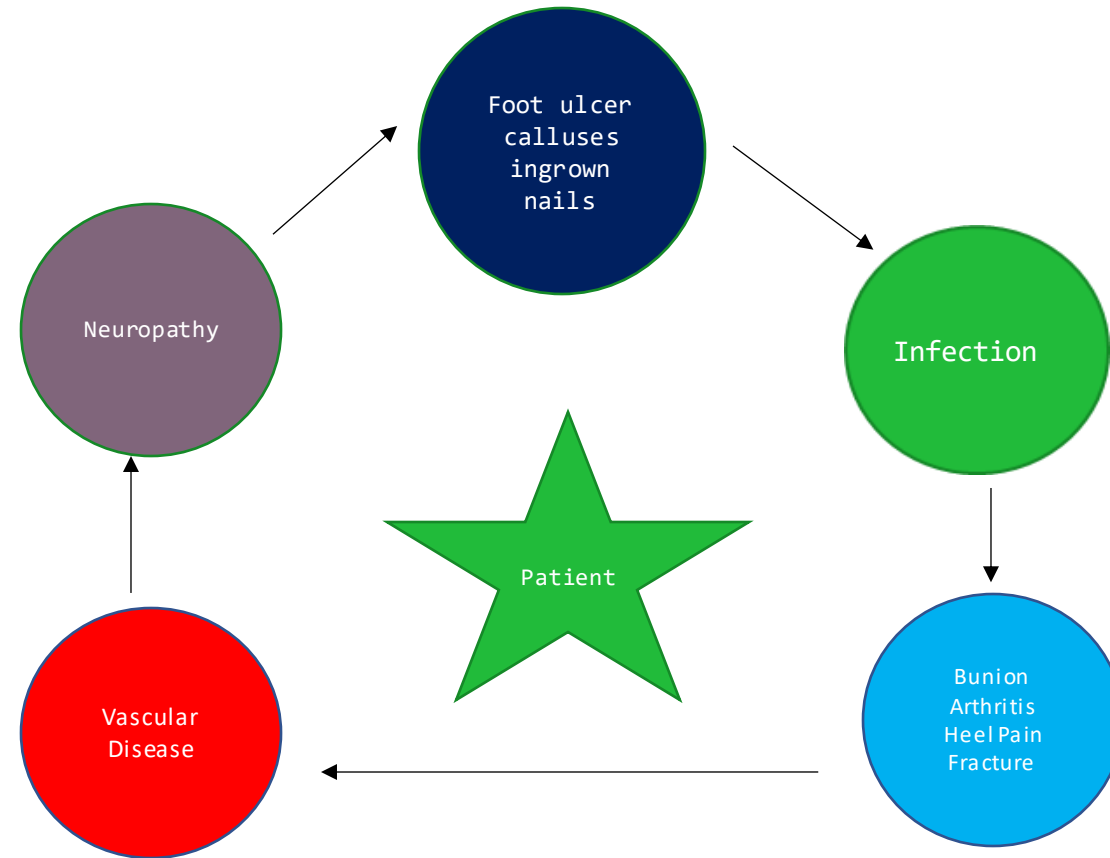 Foot ulcer
calluses
ingrown
nails
Neuropathy
Infection
Patient
Vascular
Disease
Bunion
Arthritis
Heel Pain
Fracture